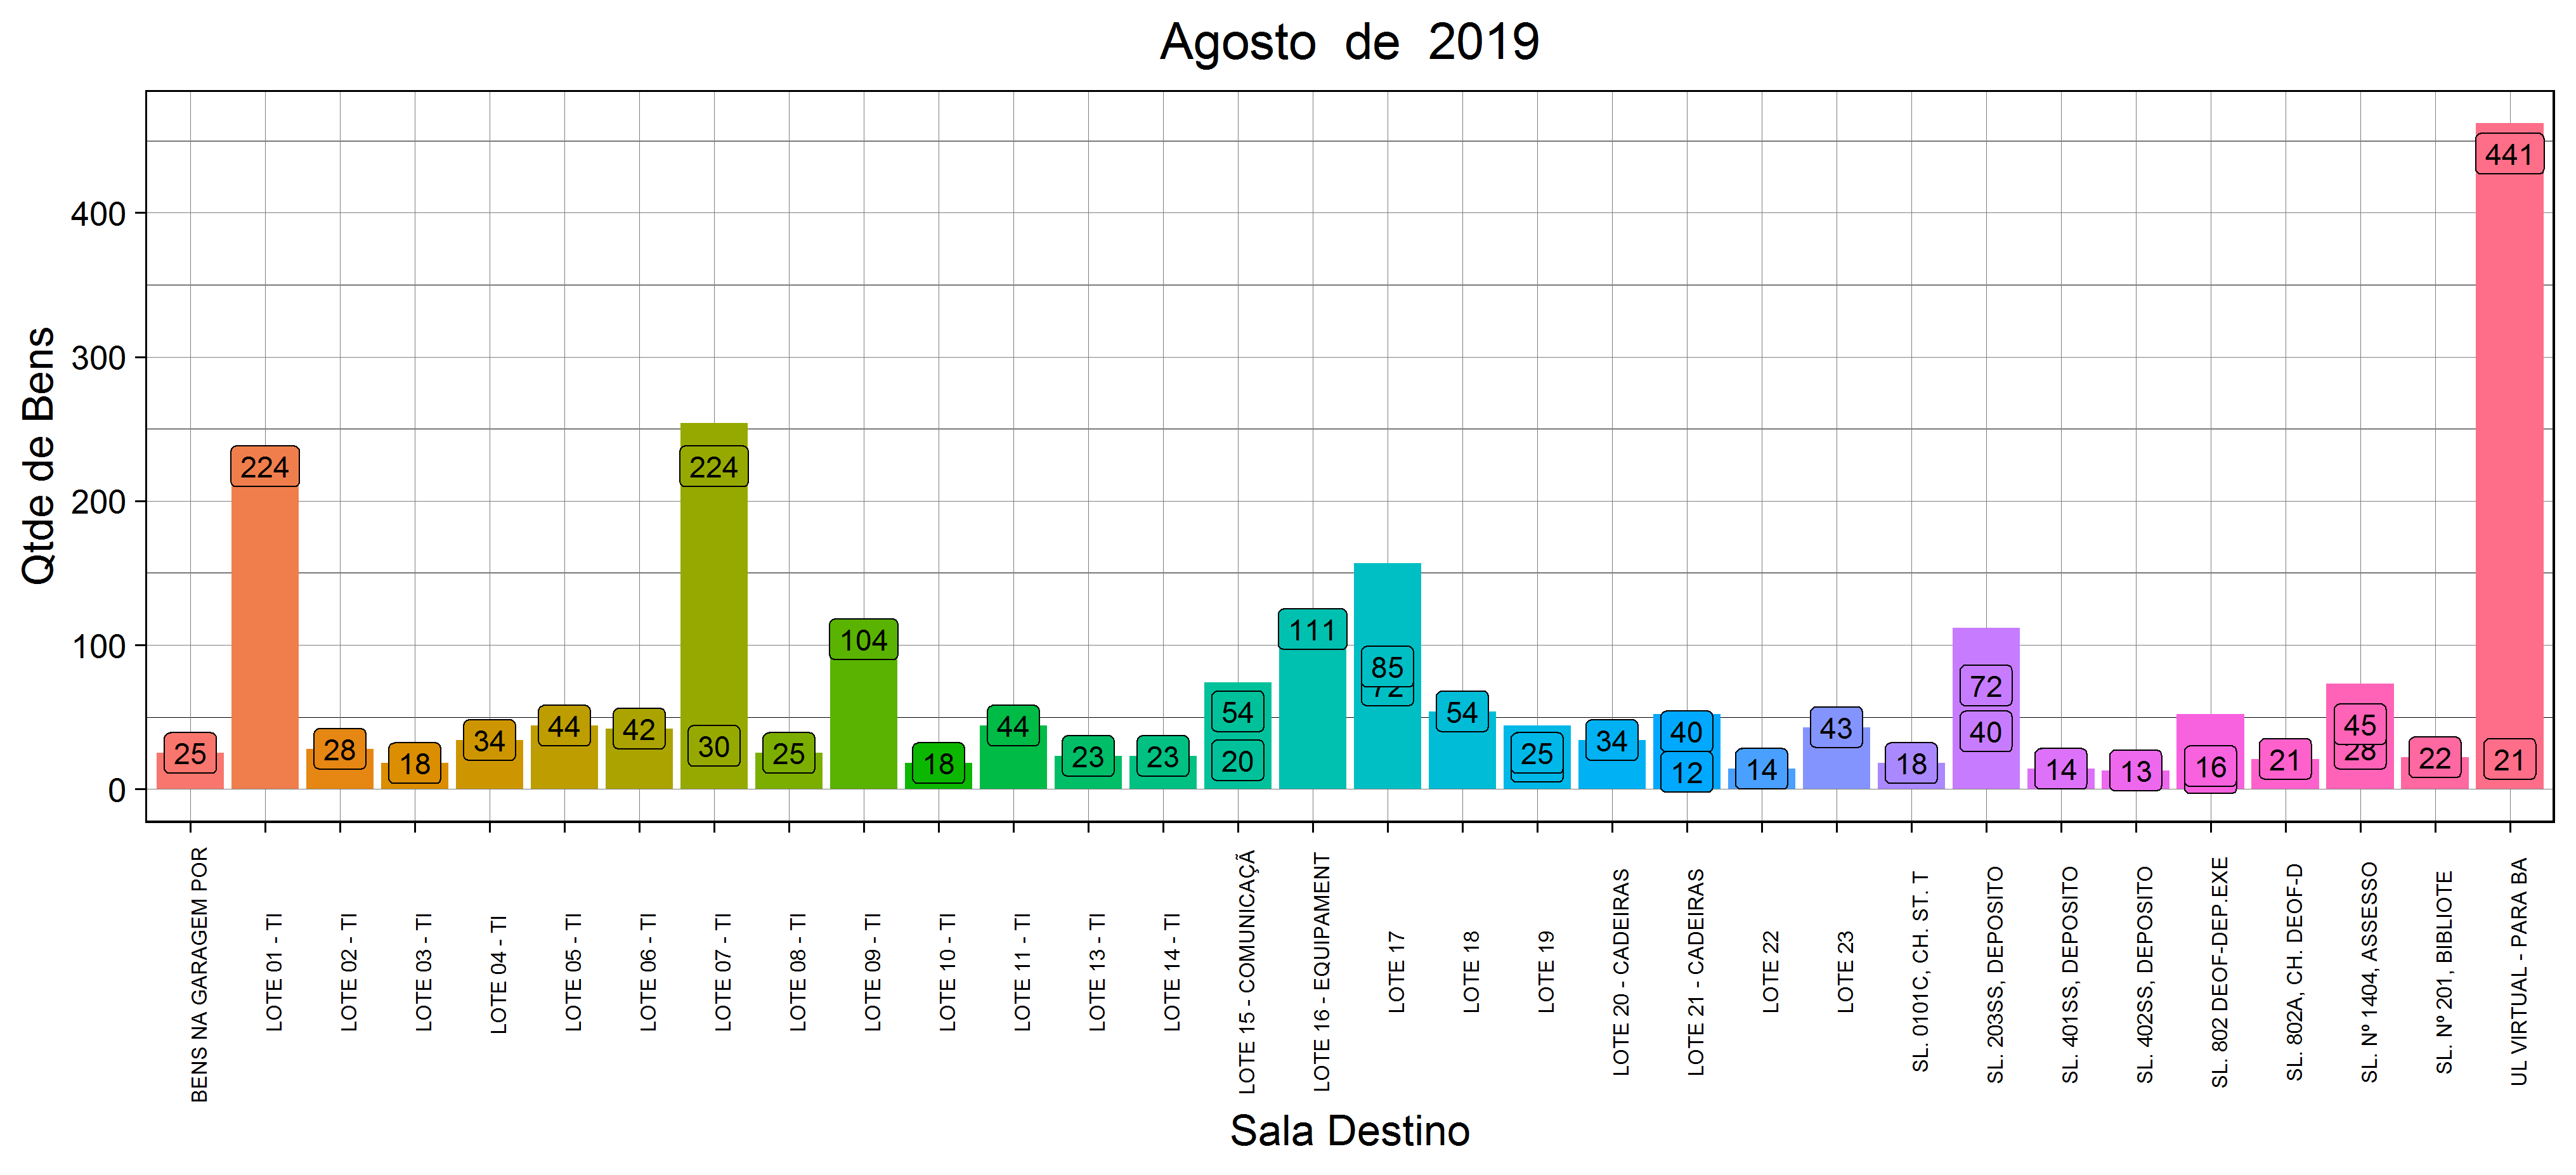 Agosto de 2019
Qtde de Bens
400
300
200
100
0
25
224
28
18
34
44
42
224
30
25
104
18
44
23
23
54
20
111
85
72
54
25
34
40
12
14
43
18
72
40
14
13
16
21
45
28
22
441
21
BENS NA GARAGEM POR
LOTE 01 - TI
LOTE 02 - TI
LOTE 03 - TI
LOTE 04 - TI
LOTE 05 - TI
LOTE 06 - TI
LOTE 07 - TI
LOTE 08 - TI
LOTE 09 - TI
LOTE 10 - TI
LOTE 11 - TI
LOTE 13 - TI
LOTE 14 - TI
LOTE 15 - COMUNICAÇÃ
LOTE 16 - EQUIPAMENT
LOTE 17
LOTE 18
LOTE 19
LOTE 20 - CADEIRAS
LOTE 21 - CADEIRAS
LOTE 22
LOTE 23
SL. 0101C, CH. ST. T
SL. 203SS, DEPOSITO
SL. 401SS, DEPOSITO
SL. 402SS, DEPOSITO
SL. 802 DEOF-DEP.EXE
SL. 802A, CH. DEOF-D
SL. Nº 1404, ASSESSO
SL. Nº 201, BIBLIOTE
UL VIRTUAL - PARA BA
Sala Destino